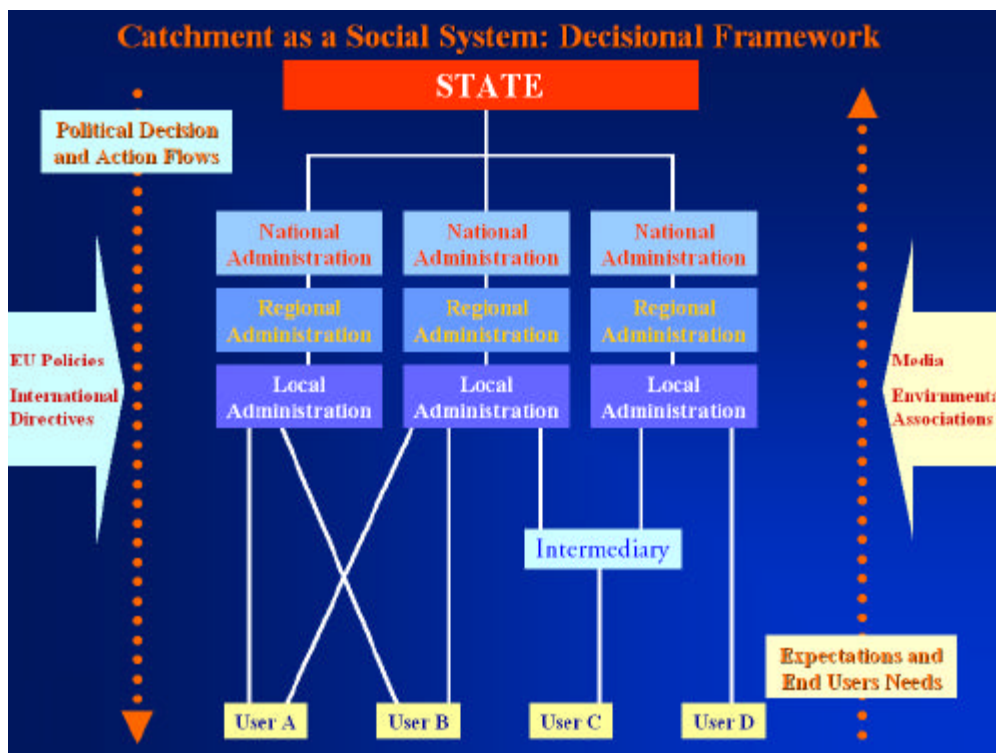 Catchment as a Social System: Decisional Framework
STATE
Political Decision
and Action Flows
National
Administration
National
Administration
National
Administration
Regional
Administration
Regional
Administration
Regional
Administration
Local
Administration
Local
Administration
Local
Administration
EU Policies
International
Directives
Media
Envirnmenta
Associations
Intermediary
Expectations and
End Users Needs
User A
User B
User C
User D